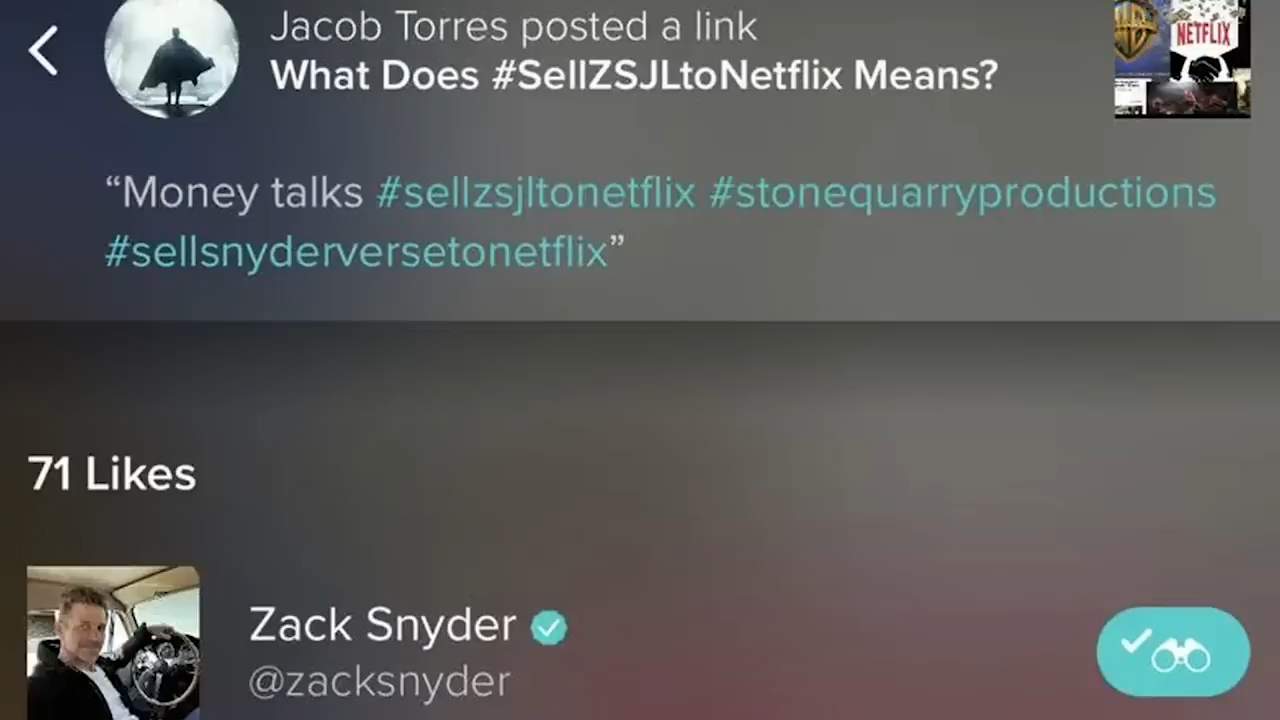 Jacob Torres posted a link
What Does #SellZSJLtoNetflix Means?
NETFLIX
“Money talks #sellzsjltonetflix #stonequarryproductions
#sellsnyderversetonetflix”
71 Likes
Zack Snyder
@zacksnyder